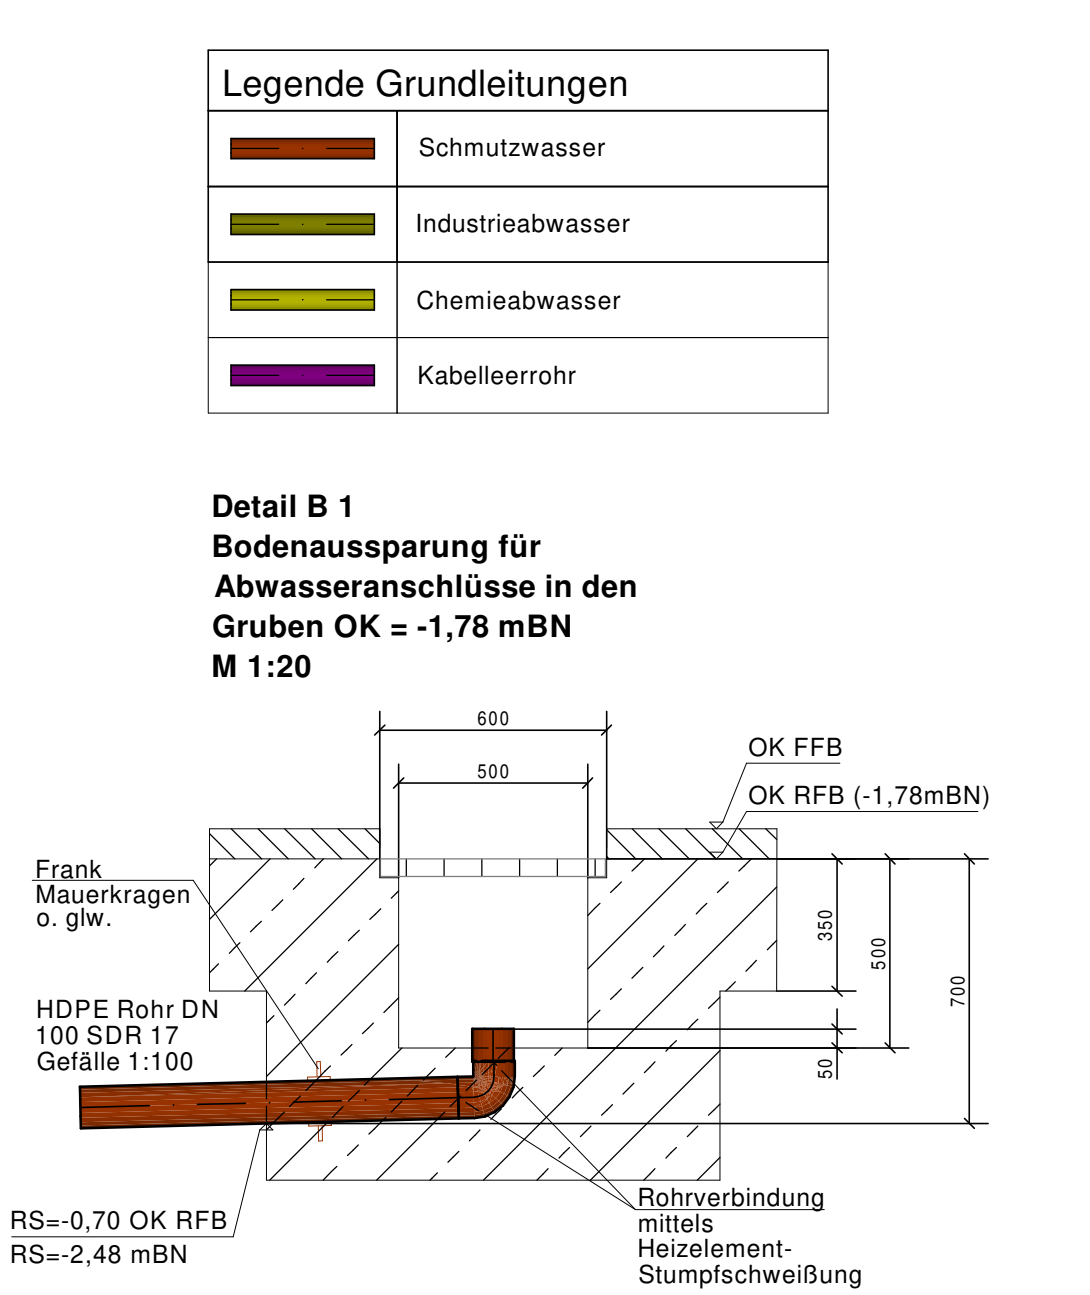 Legende Grundleitungen
Schmutzwasser
Industrieabwasser
Chemieabwasser
Kabelleerrohr
Detail B 1
Bodenaussparung für
Abwasseranschlüsse in den
Gruben OK = -1,78 mBN
M 1:20
600
500
OK FFB
OK RFB (-1,78mBN)
Frank
Mauerkragen
o. glw.
350
500
700
HDPE Rohr DN
100 SDR 17
Gefälle 1:100
50
RS=-0,70 OK RFB
RS=-2,48 mBN
Rohrverbindung
mittels
Heizelement-
Stumpfschweißung